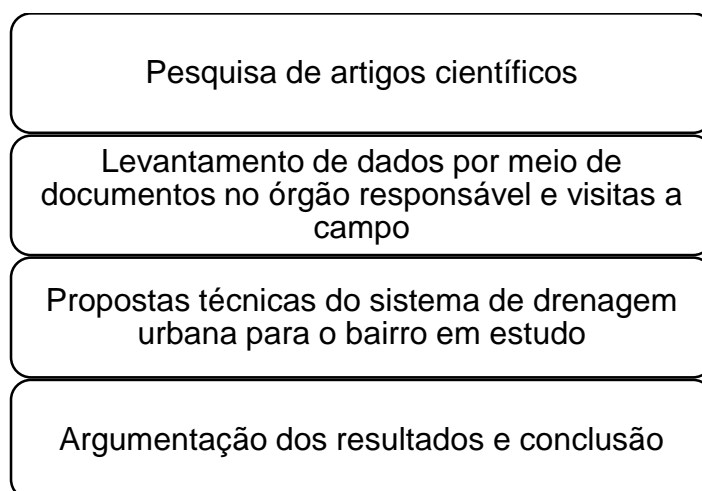 Pesquisa de artigos científicos
Levantamento de dados por meio de
documentos no órgão responsável e visitas a
campo
Propostas técnicas do sistema de drenagem
urbana para o bairro em estudo
Argumentação dos resultados e conclusão